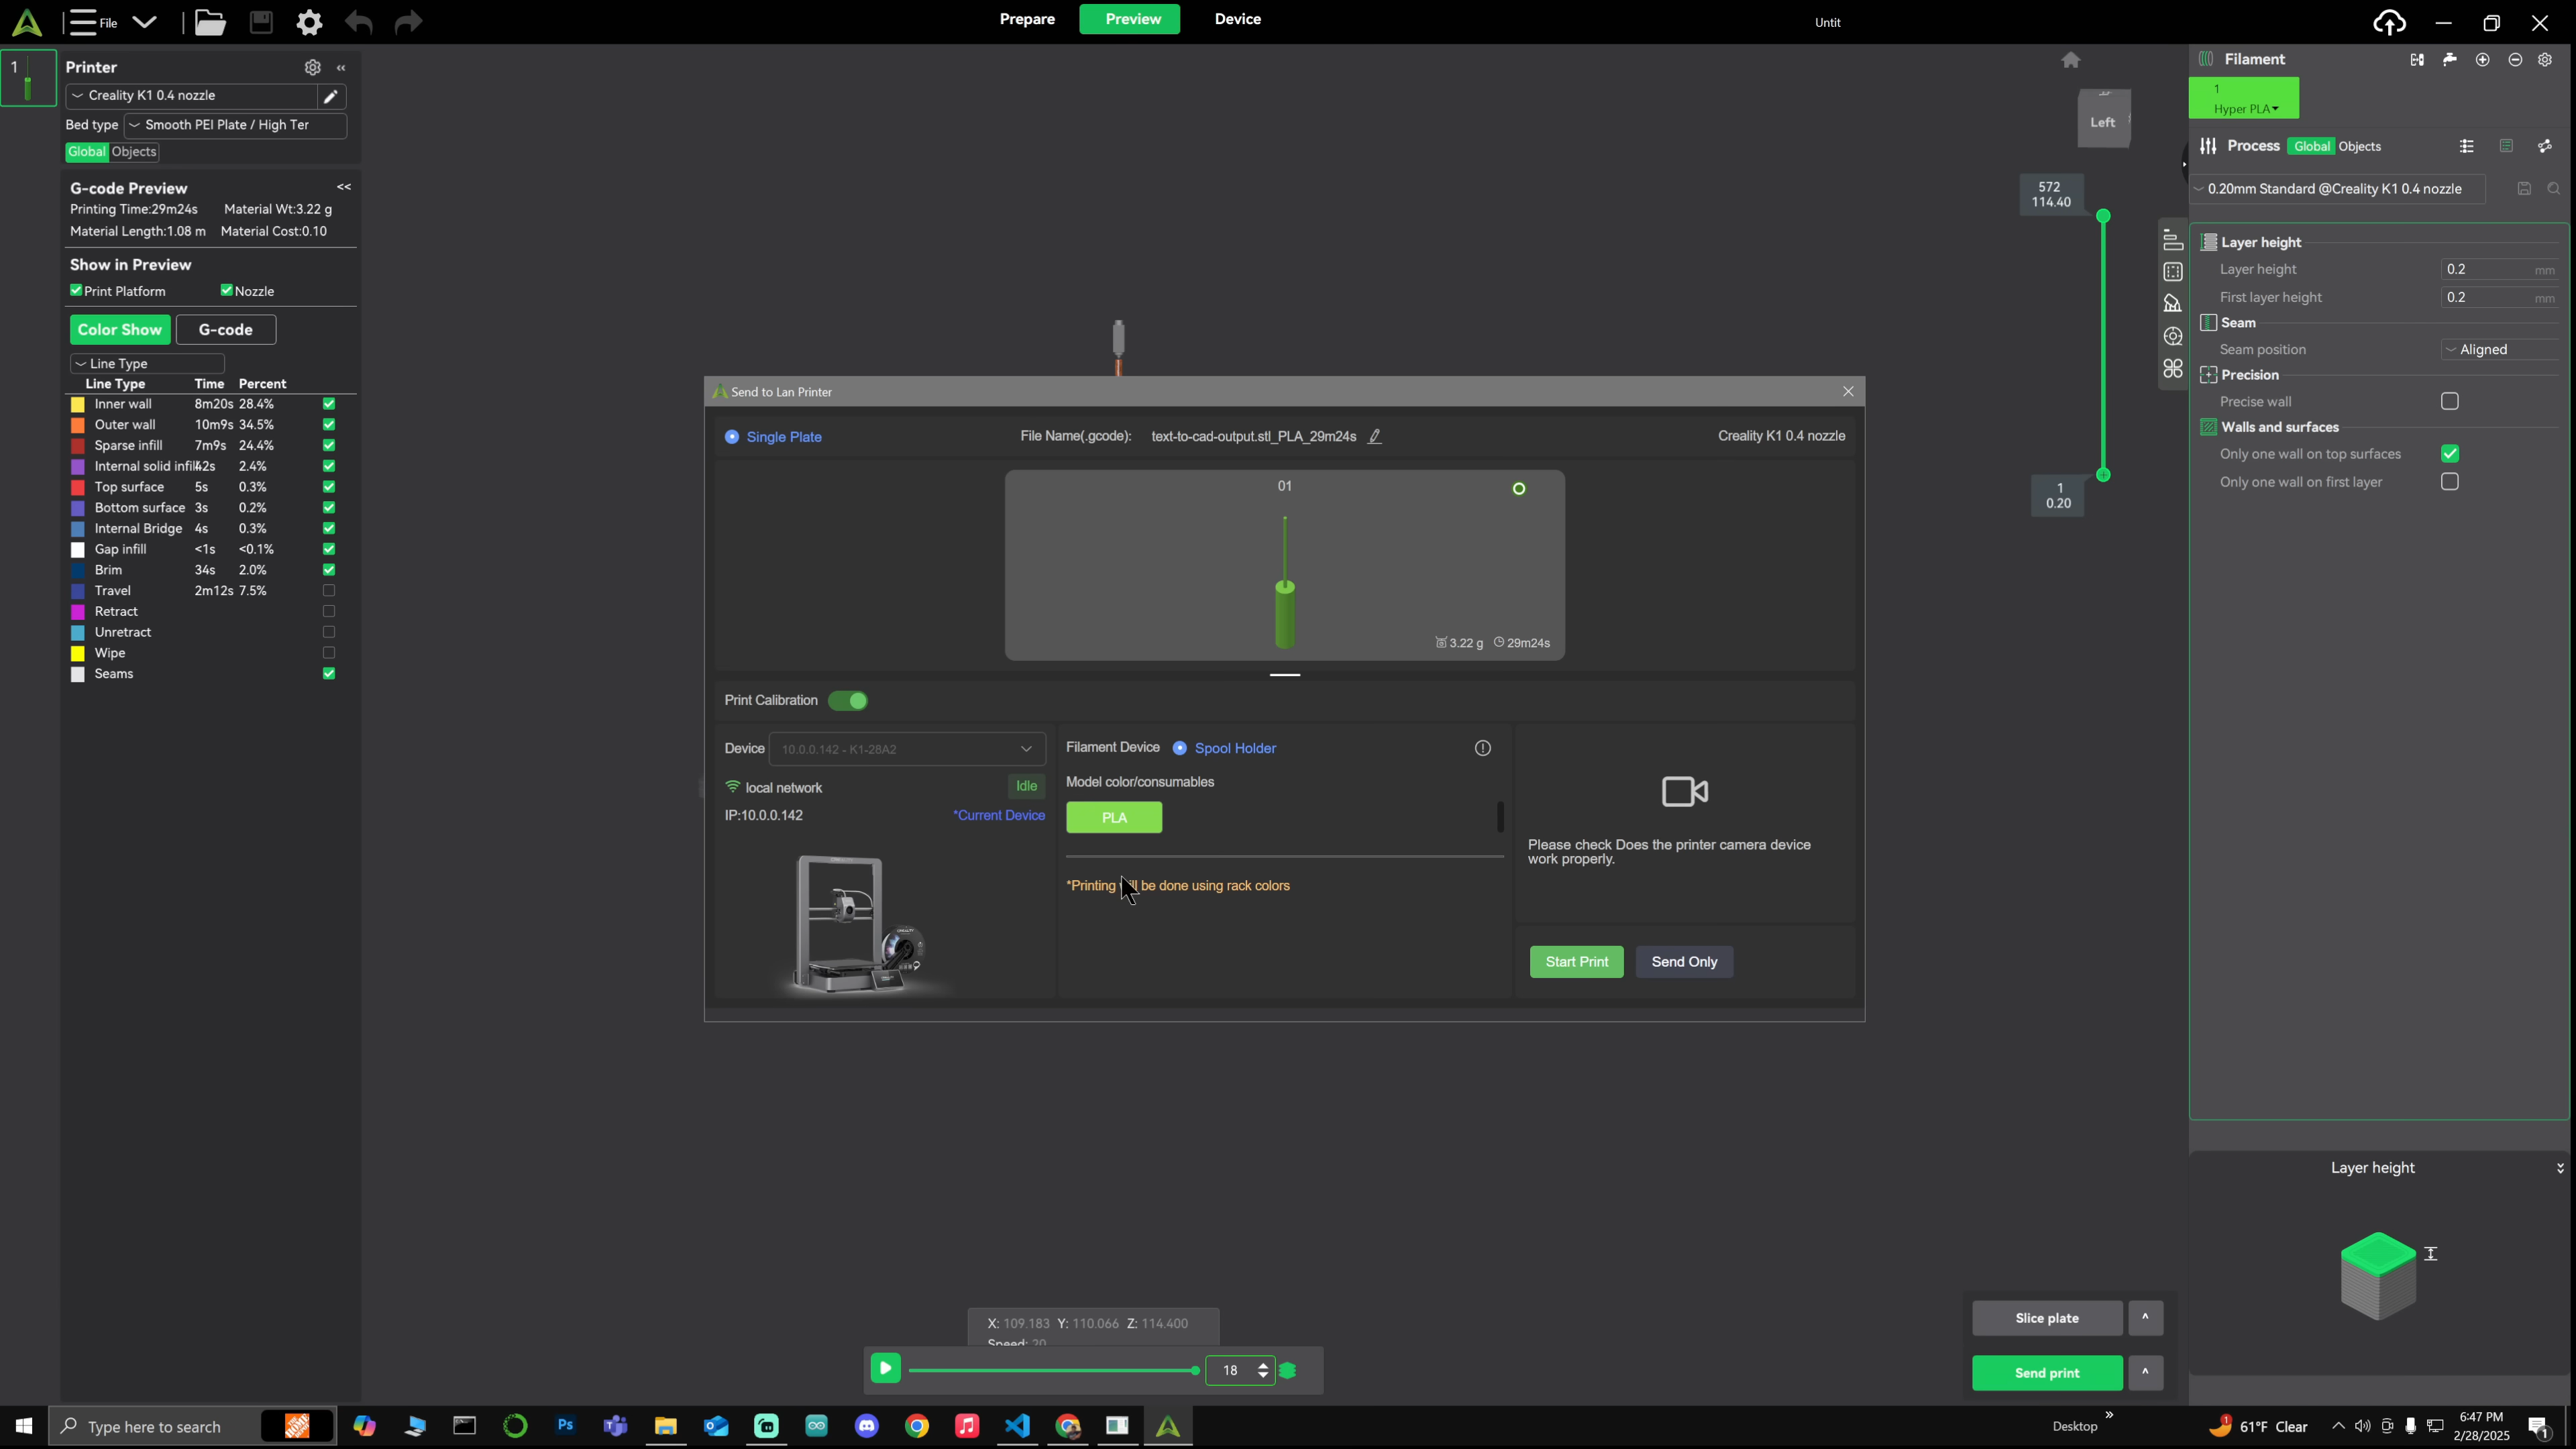 File
Prepare
Preview
Device
Untit
1
Printer
Creality K1 0.4 nozzle
Bed type
Smooth PEI Plate / High Ter
Global Objects
G-code Preview
<<
Printing Time:29m24s Material Wt:3.22 g
Material Length:1.08 m Material Cost:0.10
Show in Preview
Print Platform Nozzle
Color Show G-code
Line Type
Line Type Time Percent
Inner wall 8m20s 28.4%
Outer wall 10m9s 34.5%
Sparse infill 7m9s 24.4%
Internal solid infill 42s 2.4%
Top surface 5s 0.3%
Bottom surface 3s 0.2%
Internal Bridge 4s 0.3%
Gap infill <1s <0.1%
Brim 34s 2.0%
Travel 2m12s 7.5%
Retract
Unretract
Wipe
Seams
Left
572
114.40
1
0.20
Send to Lan Printer
Single Plate
File Name(.gcode): text-to-cad-output.stl_PLA_29m24s
Creality K1 0.4 nozzle
01
3.22 g 29m24s
Print Calibration
Device 10.0.0.142 - K1-28A2
local network Idle
IP:10.0.0.142 *Current Device
Filament Device Spool Holder
Model color/consumables
PLA
*Printing will be done using rack colors
Please check Does the printer camera device
work properly.
Start Print Send Only
X: 109.183 Y: 110.066 Z: 114.400
Speed: 20
18
Slice plate
Send print
Filament
1
Hyper PLA
Process Global Objects
0.20mm Standard @Creality K1 0.4 nozzle
Layer height
Layer height 0.2 mm
First layer height 0.2 mm
Seam
Seam position Aligned
Precision
Precise wall
Walls and surfaces
Only one wall on top surfaces
Only one wall on first layer
Layer height
Type here to search
Ps
Desktop
1
61°F Clear
6:47 PM
2/28/2025
1